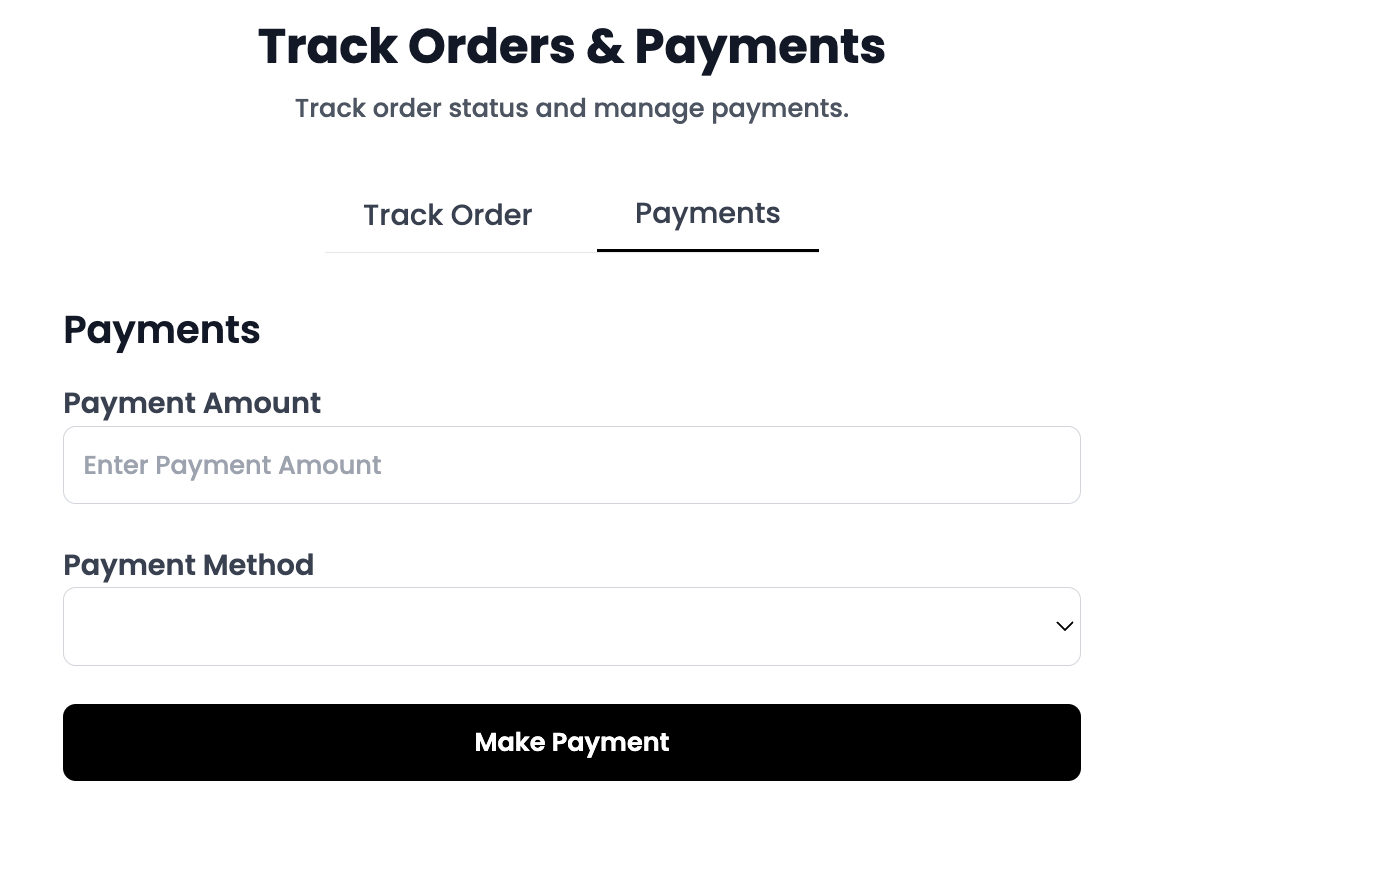 Track Orders & Payments
Track order status and manage payments.
Track Order Payments
Payments
Payment Amount
Enter Payment Amount
Payment Method
Make Payment